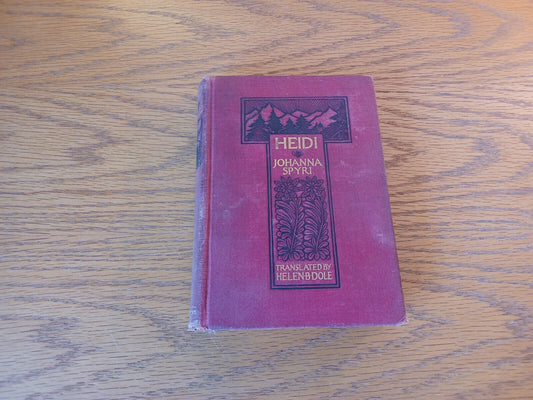 HEIDI
JOHANNA
SPYRI
TRANSLATED BY
HELEN·B·DOLE